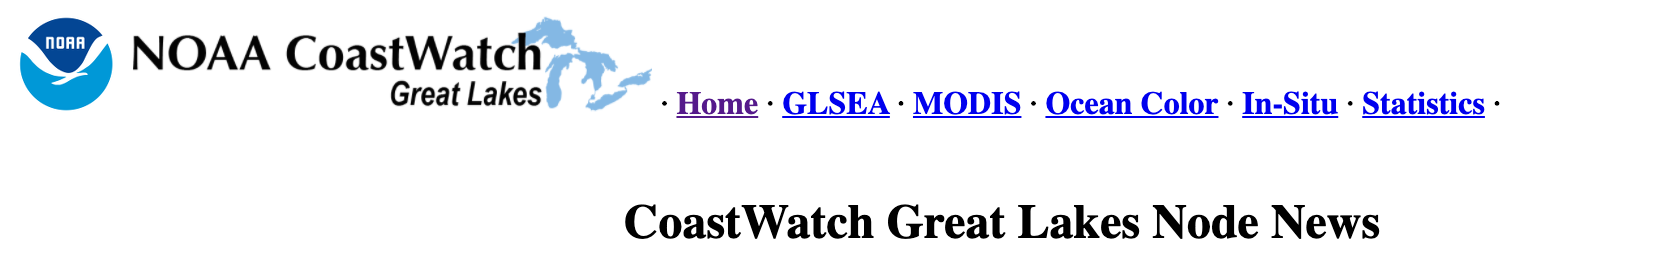 NOAA
NOAA CoastWatch
Great Lakes
· Home · GLSEA · MODIS · Ocean Color · In-Situ · Statistics ·
CoastWatch Great Lakes Node News